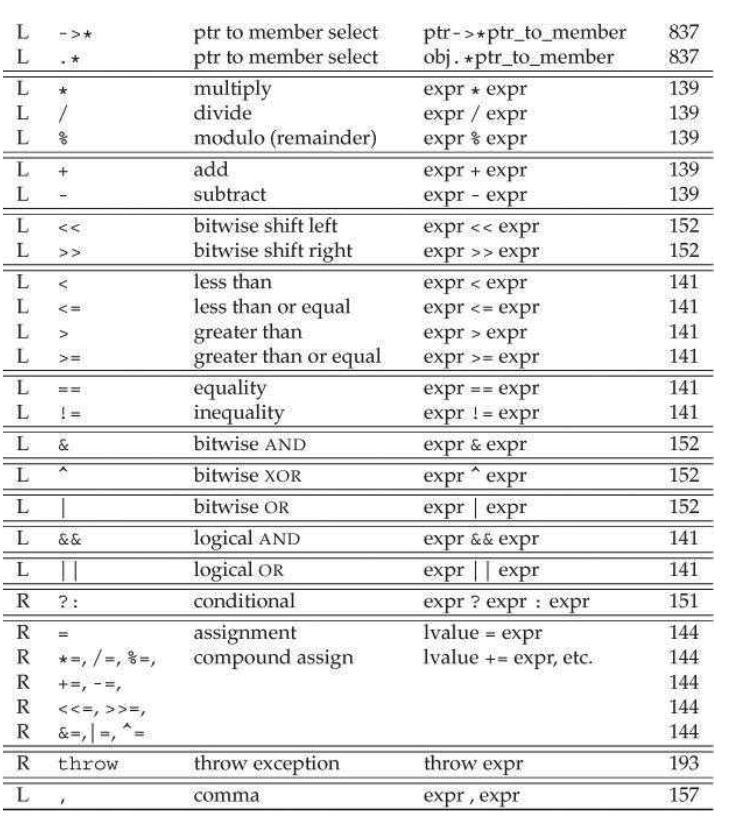 L ->* ptr to member select ptr->*ptr_to_member 837
L .* ptr to member select obj.*ptr_to_member 837
L * multiply expr * expr 139
L / divide expr / expr 139
L % modulo (remainder) expr % expr 139
L + add expr + expr 139
L - subtract expr - expr 139
L << bitwise shift left expr << expr 152
L >> bitwise shift right expr >> expr 152
L < less than expr < expr 141
L <= less than or equal expr <= expr 141
L > greater than expr > expr 141
L >= greater than or equal expr >= expr 141
L == equality expr == expr 141
L != inequality expr != expr 141
L & bitwise AND expr & expr 152
L ^ bitwise XOR expr ^ expr 152
L | bitwise OR expr | expr 152
L && logical AND expr && expr 141
L || logical OR expr || expr 141
R ?: conditional expr ? expr : expr 151
R = assignment lvalue = expr 144
R *=, /=, %=, compound assign lvalue += expr, etc. 144
R +=, -=, 144
R <<=, >>=, 144
R &=, |=, ^= 144
R throw throw exception throw expr 193
L , comma expr , expr 157